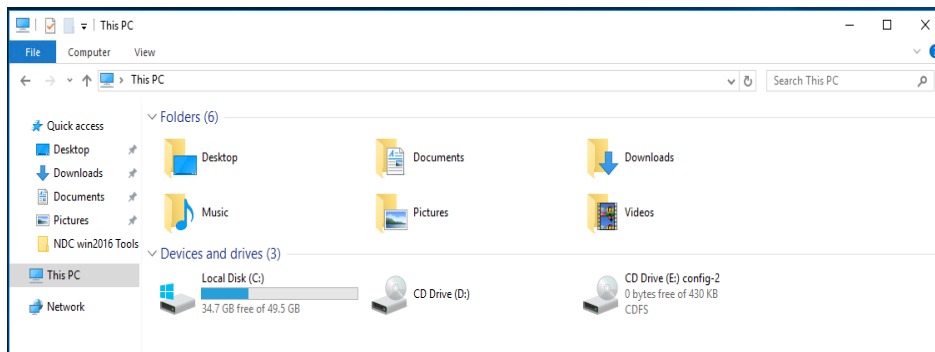 This PC
File Computer View
This PC Search This PC
Quick access
Desktop
Downloads
Documents
Pictures
NDC win2016 Tools
This PC
Network
Folders (6)
Desktop Documents Downloads
Music Pictures Videos
Devices and drives (3)
Local Disk (C:)
34.7 GB free of 49.5 GB
CD Drive (D:)
CD Drive (E:) config-2
0 bytes free of 430 KB
CDFS